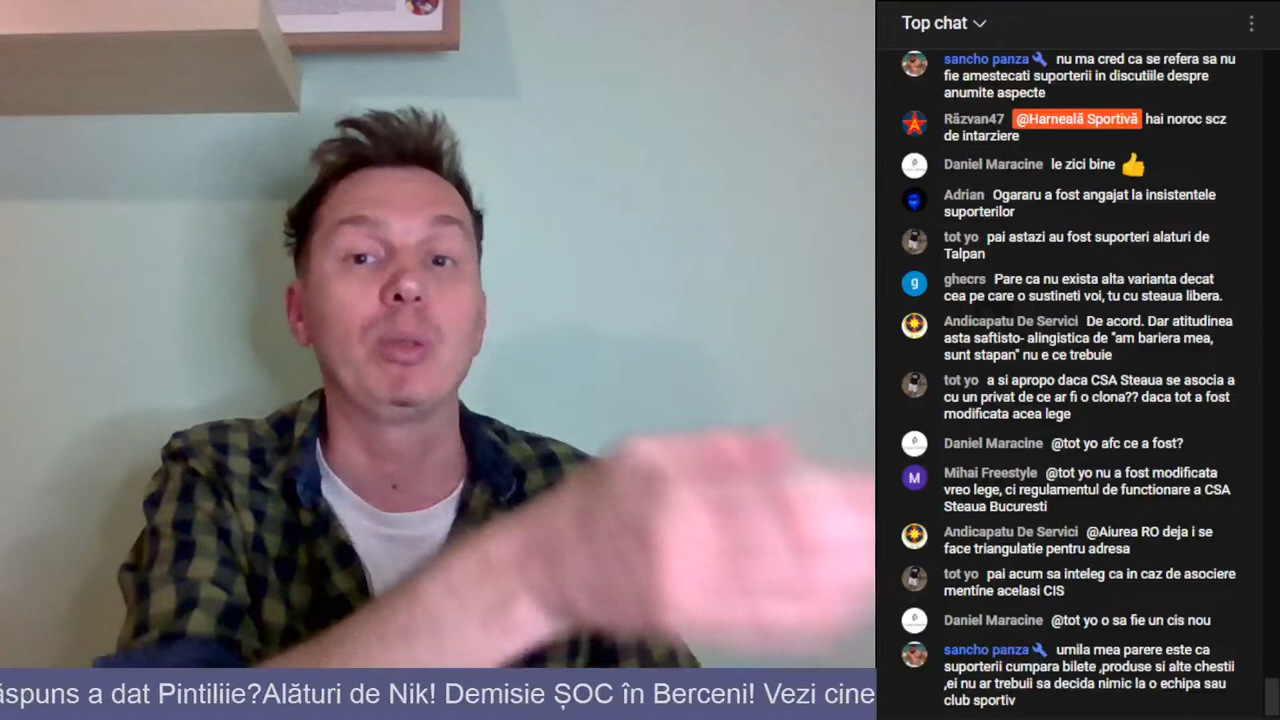 Top chat
sancho panza nu ma cred ca se refera sa nu
fie amestecati suporterii in discutiile despre
anumite aspecte
Răzvan47 @Harneală Sportivă hai noroc scz
de intarziere
Daniel Maracine le zici bine
Adrian Ogararu a fost angajat la insistentele
suporterilor
tot yo pai astazi au fost suporteri alaturi de
Talpan
g
ghecrs Pare ca nu exista alta varianta decat
cea pe care o sustineti voi, tu cu steaua libera.
Andicapatu De Servici De acord. Dar atitudinea
asta saftisto- alingistica de "am bariera mea,
sunt stapan" nu e ce trebuie
tot yo a si apropo daca CSA Steaua se asocia a
cu un privat de ce ar fi o clona?? daca tot a fost
modificata acea lege
Daniel Maracine @tot yo afc ce a fost?
M
Mihai Freestyle @tot yo nu a fost modificata
vreo lege, ci regulamentul de functionare a CSA
Steaua Bucuresti
Andicapatu De Servici @Aiurea RO deja i se
face triangulatie pentru adresa
tot yo pai acum sa inteleg ca in caz de asociere
mentine acelasi CIS
Daniel Maracine @tot yo o sa fie un cis nou
sancho panza umila mea parere este ca
suporterii cumpara bilete ,produse si alte chestii
,ei nu ar trebuii sa decida nimic la o echipa sau
club sportiv
ăspuns a dat Pintiliie?Alături de Nik! Demisie ȘOC în Berceni! Vezi cine